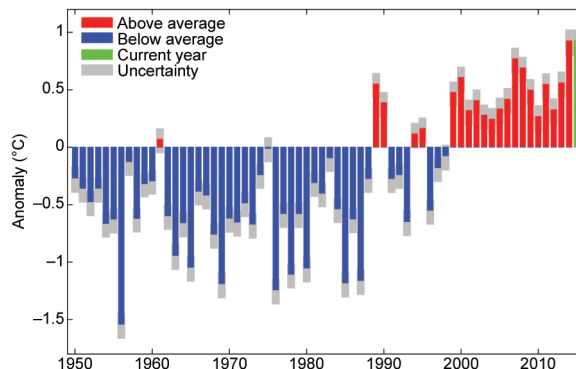 Above average
Below average
Current year
Uncertainty
Anomaly (°C)
1
0.5
0
−0.5
−1
−1.5
1950 1960 1970 1980 1990 2000 2010